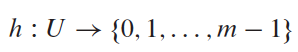 h : U → {0, 1, . . . , m − 1}